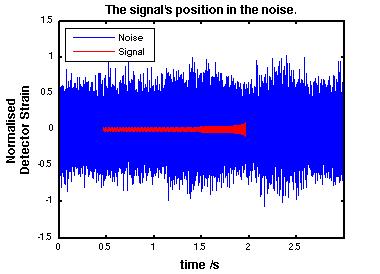 The signal's position in the noise.
1.5
Noise
Signal
1
0.5
Normalised
Detector Strain
0
-0.5
-1
-1.5
0 0.5 1 1.5 2 2.5
time /s